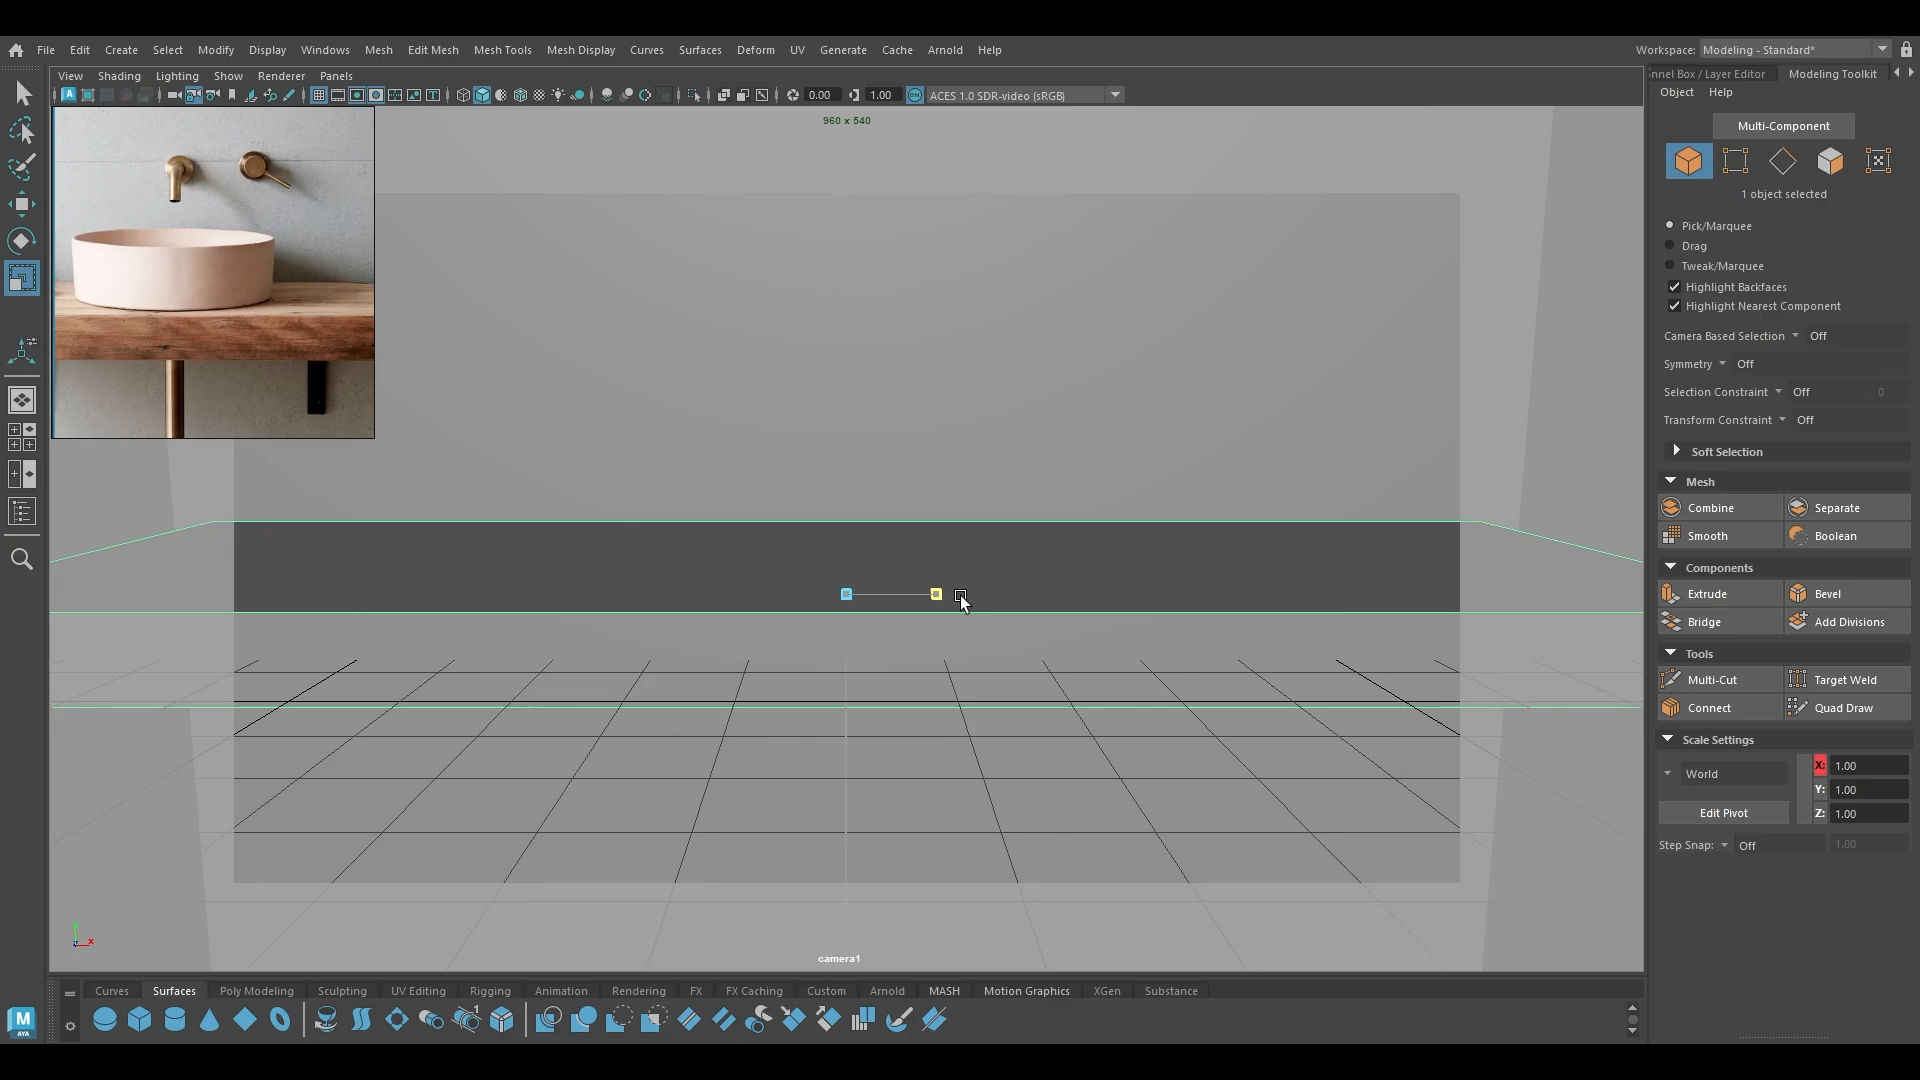 File Edit Create Select Modify Display Windows Mesh Edit Mesh Mesh Tools Mesh Display Curves Surfaces Deform UV Generate Cache Arnold Help
Workspace: Modeling - Standard*
View Shading Lighting Show Renderer Panels
nnel Box / Layer Editor Modeling Toolkit
Object Help
0.00 1.00 ON ACES 1.0 SDR-video (sRGB)
960 x 540
Multi-Component
1 object selected
Pick/Marquee
Drag
Tweak/Marquee
Highlight Backfaces
Highlight Nearest Component
Camera Based Selection Off
Symmetry Off
Selection Constraint Off 0
Transform Constraint Off
Soft Selection
Mesh
Combine Separate
Smooth Boolean
Components
Extrude Bevel
Bridge Add Divisions
Tools
Multi-Cut Target Weld
Connect Quad Draw
Scale Settings
World
X: 1.00
Y: 1.00
Edit Pivot
Z: 1.00
Step Snap: Off 1.00
y
x
camera1
Curves Surfaces Poly Modeling Sculpting UV Editing Rigging Animation Rendering FX FX Caching Custom Arnold MASH Motion Graphics XGen Substance
M
AYA